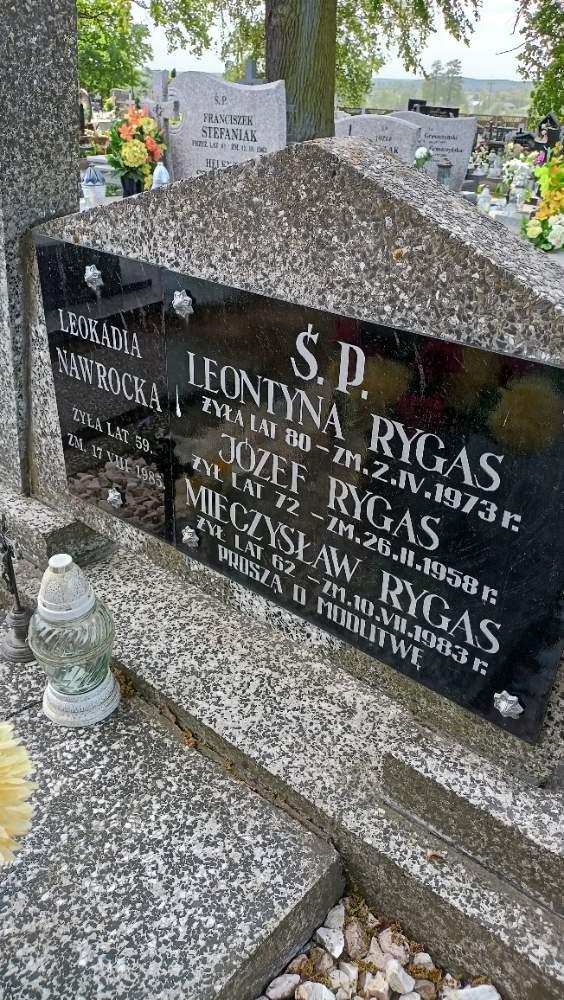 Ś.P.
FRANCISZEK
STEFANIAK
LEOKADIA
NAWROCKA
ŻYŁA LAT 59.
ZM. 17 VIII 1985
Ś. P.
LEONTYNA RYGAS
ŻYŁA LAT 80 – ZM. 2.IV.1973 r.
JÓZEF RYGAS
ŻYŁ LAT 72 – ZM. 26.II.1958 r.
MIECZYSŁAW RYGAS
ŻYŁ LAT 62 – ZM. 10.VII.1983 r.
PROSZĄ O MODLITWĘ